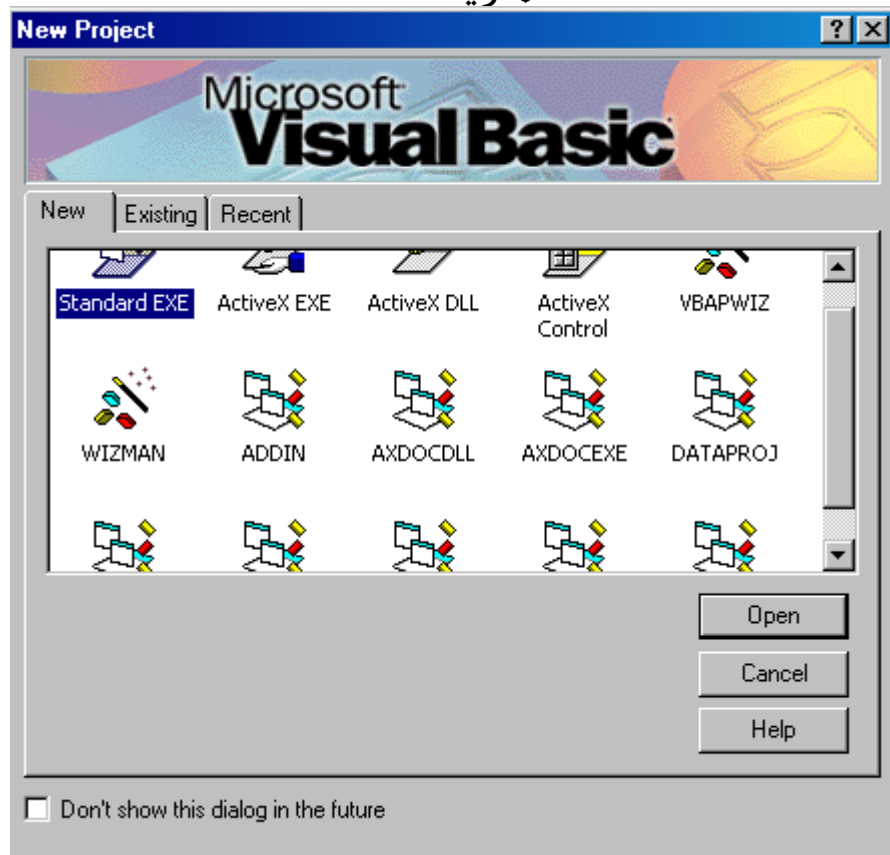 New Project
Microsoft
Visual Basic
New Existing Recent
Standard EXE ActiveX EXE ActiveX DLL ActiveX Control VBAPWIZ
WIZMAN ADDIN AXDOCDLL AXDOCEXE DATAPROJ
Open
Cancel
Help
Don't show this dialog in the future